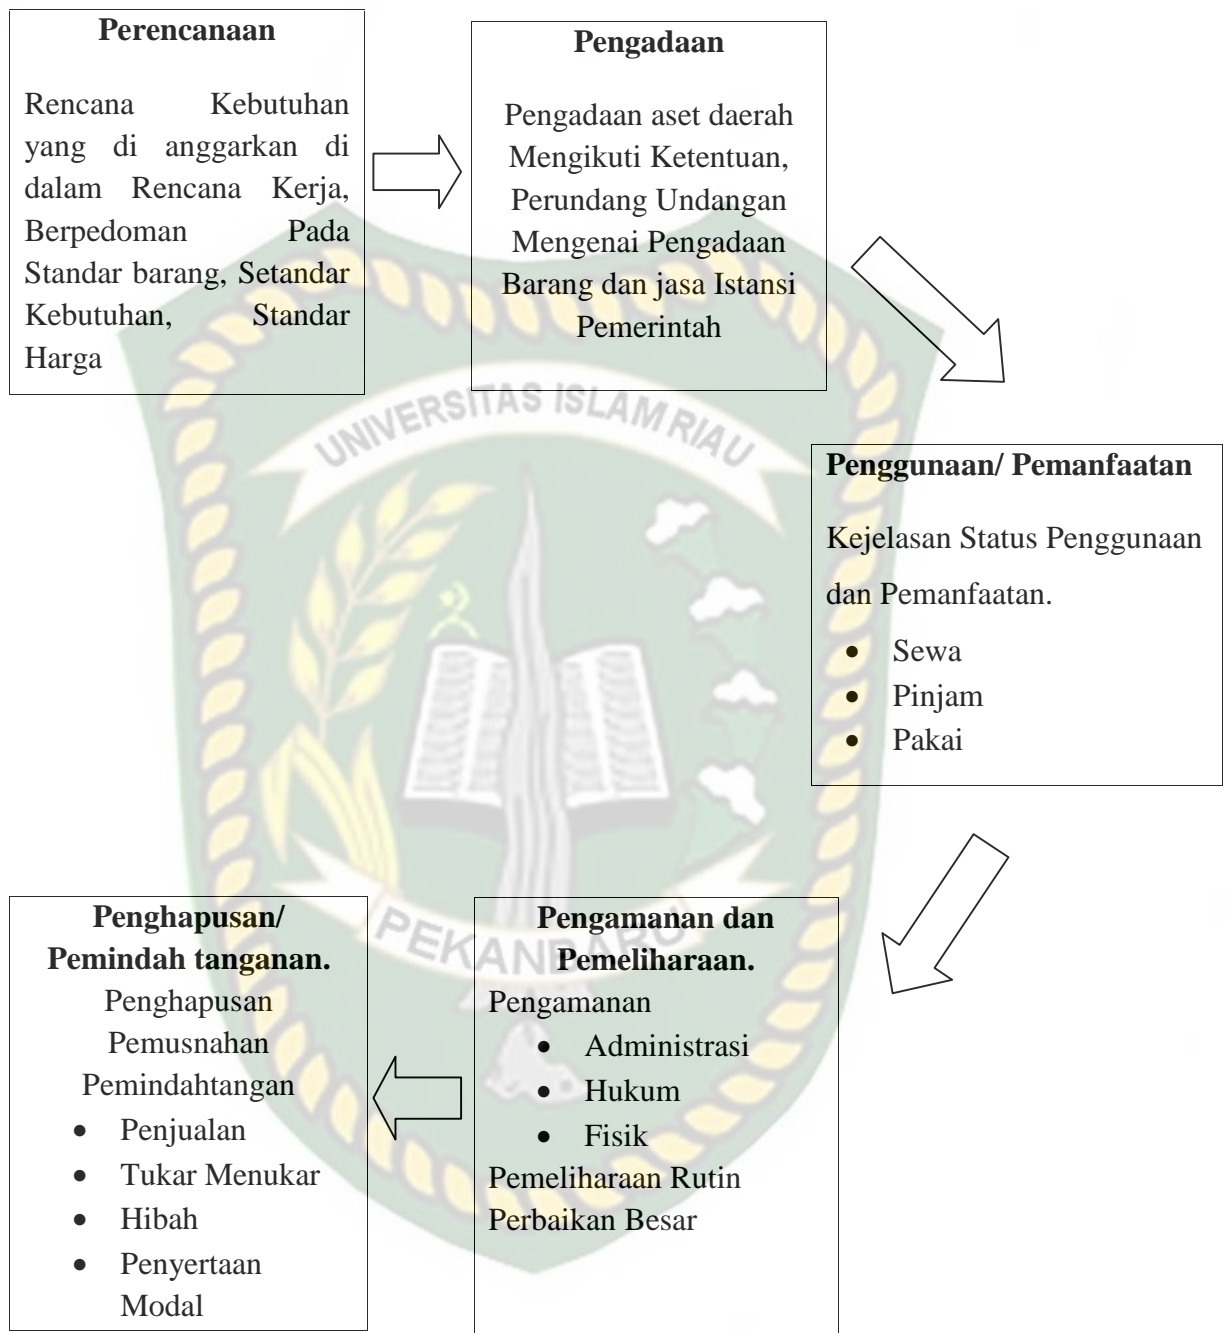 Perencanaan
Rencana Kebutuhan
yang di anggarkan di
dalam Rencana Kerja,
Berpedoman Pada
Standar barang, Setandar
Kebutuhan, Standar
Harga
Pengadaan
Pengadaan aset daerah
Mengikuti Ketentuan,
Perundang Undangan
Mengenai Pengadaan
Barang dan jasa Istansi
Pemerintah
Penggunaan/ Pemanfaatan
Kejelasan Status Penggunaan
dan Pemanfaatan.
• Sewa
• Pinjam
• Pakai
Pengamanan dan
Pemeliharaan.
Pengamanan
• Administrasi
• Hukum
• Fisik
Pemeliharaan Rutin
Perbaikan Besar
Penghapusan/
Pemindah tanganan.
Penghapusan
Pemusnahan
Pemindahtangan
• Penjualan
• Tukar Menukar
• Hibah
• Penyertaan
Modal
UNIVERSITAS ISLAM RIAU
PEKANBARU